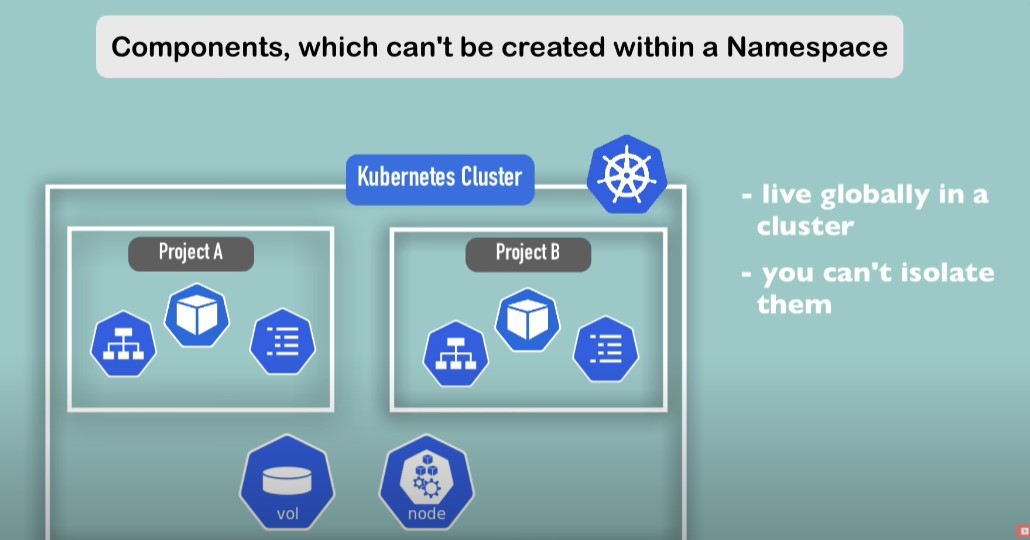 Components, which can't be created within a Namespace
Kubernetes Cluster
Project A
Project B
vol
node
- live globally in a
cluster
- you can't isolate
them